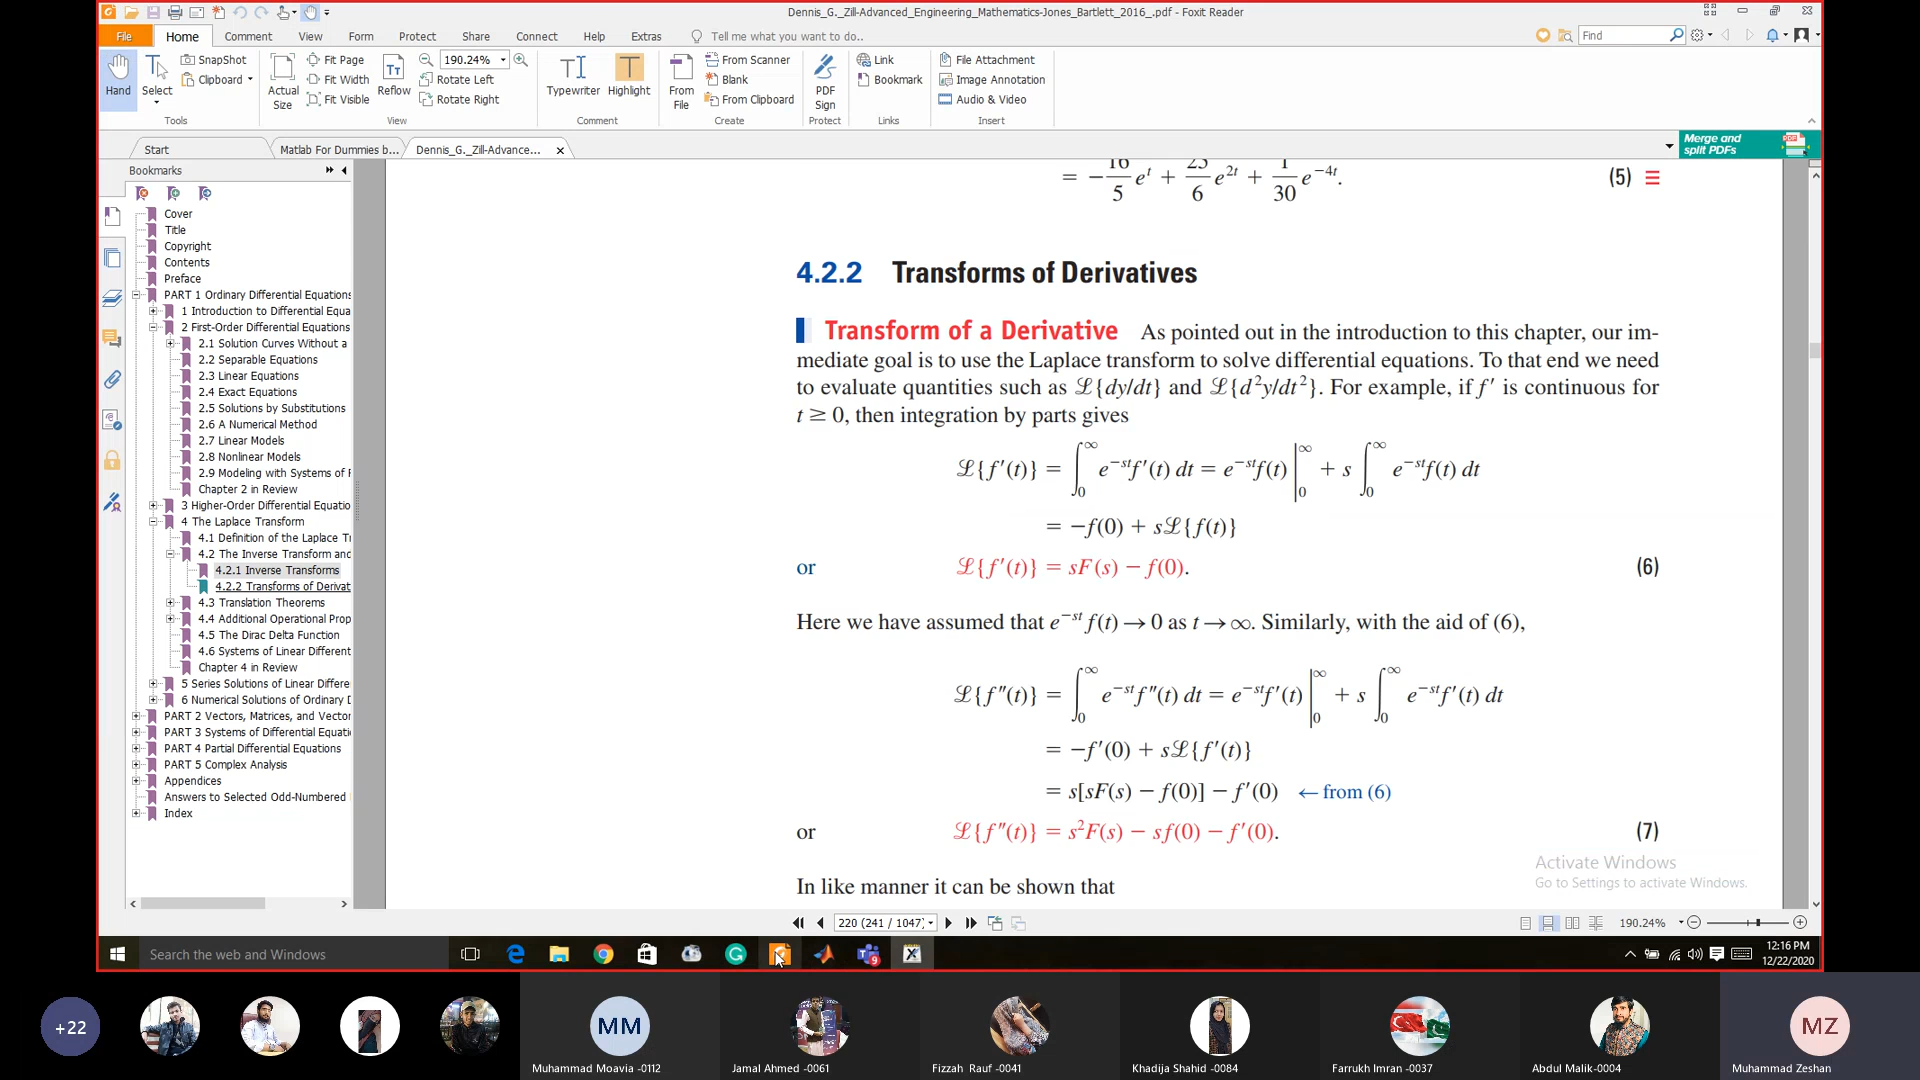 Dennis_G._Zill-Advanced_Engineering_Mathematics-Jones_Bartlett_2016_.pdf - Foxit Reader
File Home Comment View Form Protect Share Connect Help Extras Tell me what you want to do.. Find
Hand Select SnapShot Clipboard Actual Size Fit Page Fit Width Fit Visible Reflow 190.24% Rotate Left Rotate Right Typewriter Highlight From File From Scanner Blank From Clipboard PDF Sign Link Bookmark File Attachment Image Annotation Audio & Video
Tools View Comment Create Protect Links Insert
Start Matlab For Dummies b... Dennis_G._Zill-Advance... Merge and split PDFs
Bookmarks
Cover
Title
Copyright
Contents
Preface
PART 1 Ordinary Differential Equations
1 Introduction to Differential Equa
2 First-Order Differential Equations
2.1 Solution Curves Without a
2.2 Separable Equations
2.3 Linear Equations
2.4 Exact Equations
2.5 Solutions by Substitutions
2.6 A Numerical Method
2.7 Linear Models
2.8 Nonlinear Models
2.9 Modeling with Systems of F
Chapter 2 in Review
3 Higher-Order Differential Equatio
4 The Laplace Transform
4.1 Definition of the Laplace T
4.2 The Inverse Transform and
4.2.1 Inverse Transforms
4.2.2 Transforms of Derivat
4.3 Translation Theorems
4.4 Additional Operational Prop
4.5 The Dirac Delta Function
4.6 Systems of Linear Different
Chapter 4 in Review
5 Series Solutions of Linear Differe
6 Numerical Solutions of Ordinary D
PART 2 Vectors, Matrices, and Vector
PART 3 Systems of Differential Equati
PART 4 Partial Differential Equations
PART 5 Complex Analysis
Appendices
Answers to Selected Odd-Numbered
Index
= −16/5 e^t + 25/6 e^{2t} + 1/30 e^{−4t}. (5)
4.2.2 Transforms of Derivatives
Transform of a Derivative As pointed out in the introduction to this chapter, our im-
mediate goal is to use the Laplace transform to solve differential equations. To that end we need
to evaluate quantities such as ℒ{dy/dt} and ℒ{d²y/dt²}. For example, if f′ is continuous for
t ≥ 0, then integration by parts gives
ℒ{f′(t)} = ∫₀^∞ e^{−st}f′(t) dt = e^{−st}f(t)|₀^∞ + s ∫₀^∞ e^{−st}f(t) dt
= −f(0) + sℒ{f(t)}
or ℒ{f′(t)} = sF(s) − f(0). (6)
Here we have assumed that e^{−st} f(t) → 0 as t → ∞. Similarly, with the aid of (6),
ℒ{f″(t)} = ∫₀^∞ e^{−st}f″(t) dt = e^{−st}f′(t)|₀^∞ + s ∫₀^∞ e^{−st}f′(t) dt
= −f′(0) + sℒ{f′(t)}
= s[sF(s) − f(0)] − f′(0) ← from (6)
or ℒ{f″(t)} = s²F(s) − sf(0) − f′(0). (7)
In like manner it can be shown that
Activate Windows
Go to Settings to activate Windows.
220 (241 / 1047) 190.24%
Search the web and Windows 9 12:16 PM
12/22/2020
+22 MM MZ
Muhammad Moavia -0112 Jamal Ahmed -0061 Fizzah Rauf -0041 Khadija Shahid -0084 Farrukh Imran -0037 Abdul Malik-0004 Muhammad Zeshan